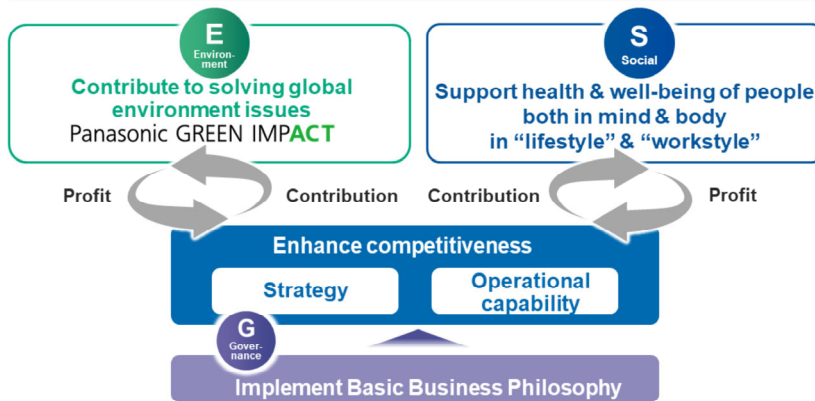 E
Environ-
ment
Contribute to solving global
environment issues
Panasonic GREEN IMPACT
S
Social
Support health & well-being of people
both in mind & body
in “lifestyle” & “workstyle”
Profit
Contribution
Contribution
Profit
Enhance competitiveness
Strategy
Operational
capability
G
Gover-
nance
Implement Basic Business Philosophy